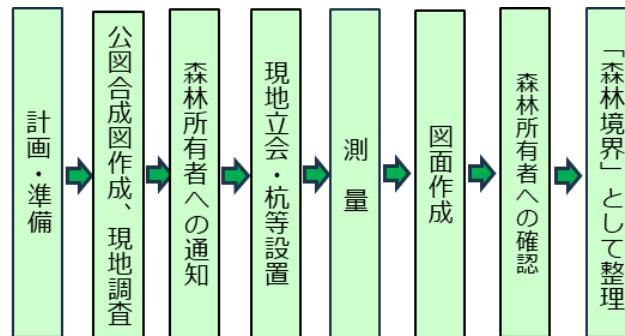 計画・準備
公図合成図作成、現地調査
森林所有者への通知
現地立会・杭等設置
測量
図面作成
森林所有者への確認
「森林境界」として整理